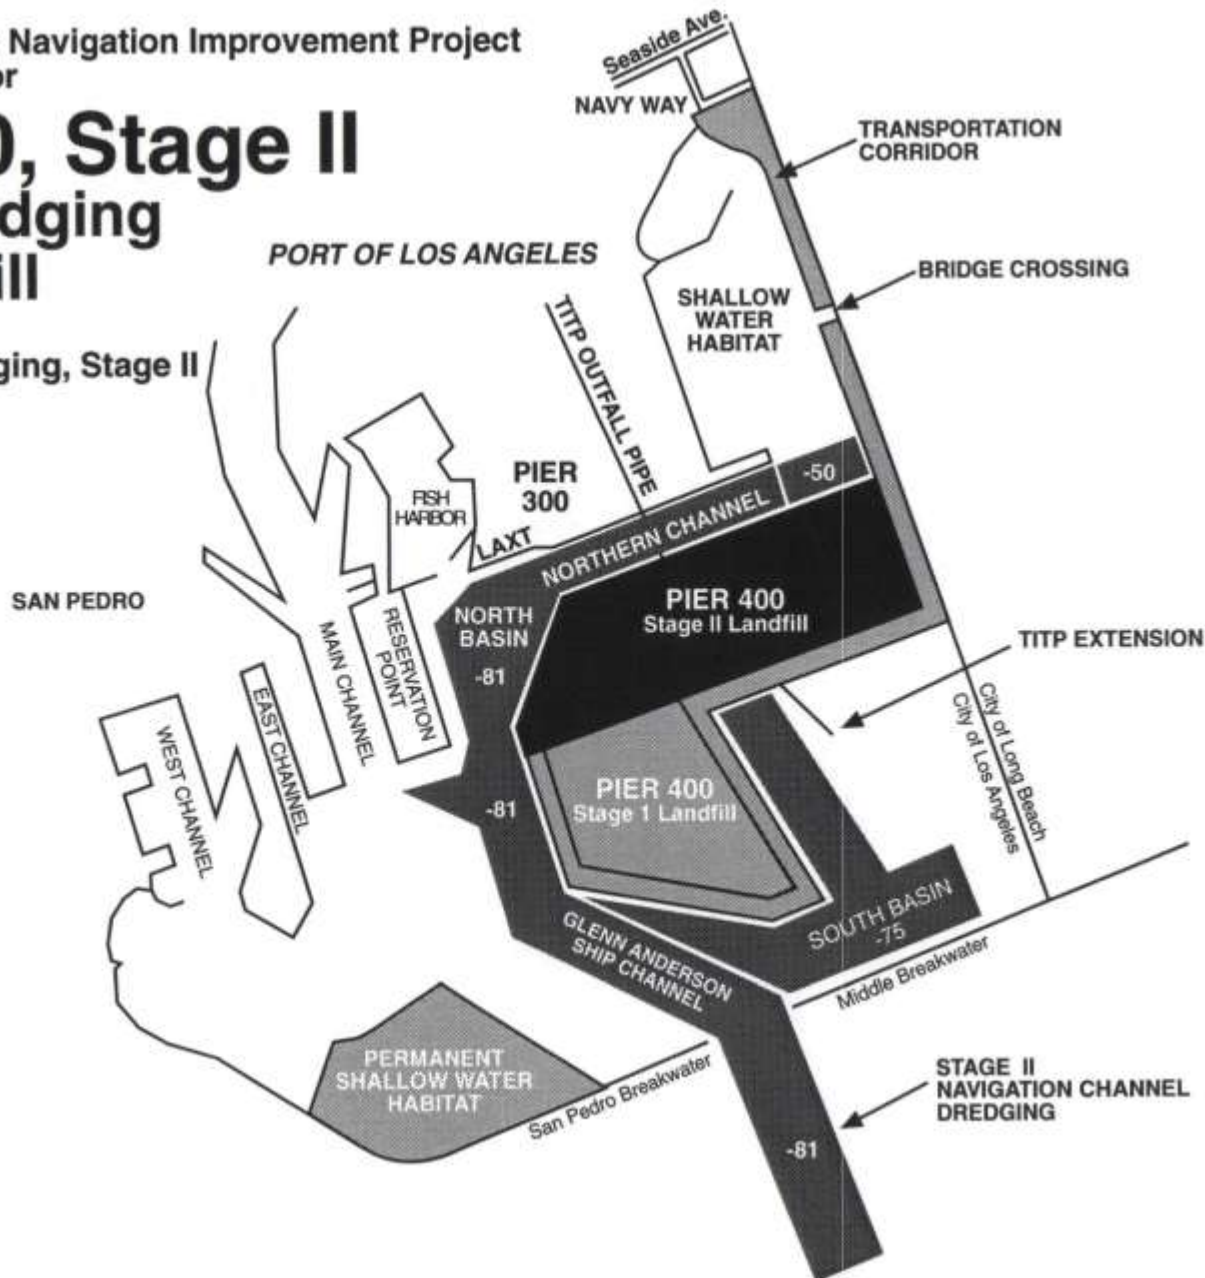 Navigation Improvement Project
or
0, Stage II
dging
ill
ging, Stage II
Seaside Ave.
NAVY WAY
TRANSPORTATION
CORRIDOR
PORT OF LOS ANGELES
BRIDGE CROSSING
SHALLOW
WATER
HABITAT
TITP OUTFALL PIPE
PIER
300
-50
FISH
HARBOR
LAXT
NORTHERN CHANNEL
SAN PEDRO
NORTH
BASIN
-81
PIER 400
Stage II Landfill
MAIN CHANNEL
RESERVATION
POINT
TITP EXTENSION
EAST CHANNEL
WEST CHANNEL
City of Long Beach
City of Los Angeles
-81
PIER 400
Stage 1 Landfill
SOUTH BASIN
-75
GLENN ANDERSON
SHIP CHANNEL
Middle Breakwater
PERMANENT
SHALLOW WATER
HABITAT
San Pedro Breakwater
STAGE II
NAVIGATION CHANNEL
DREDGING
-81